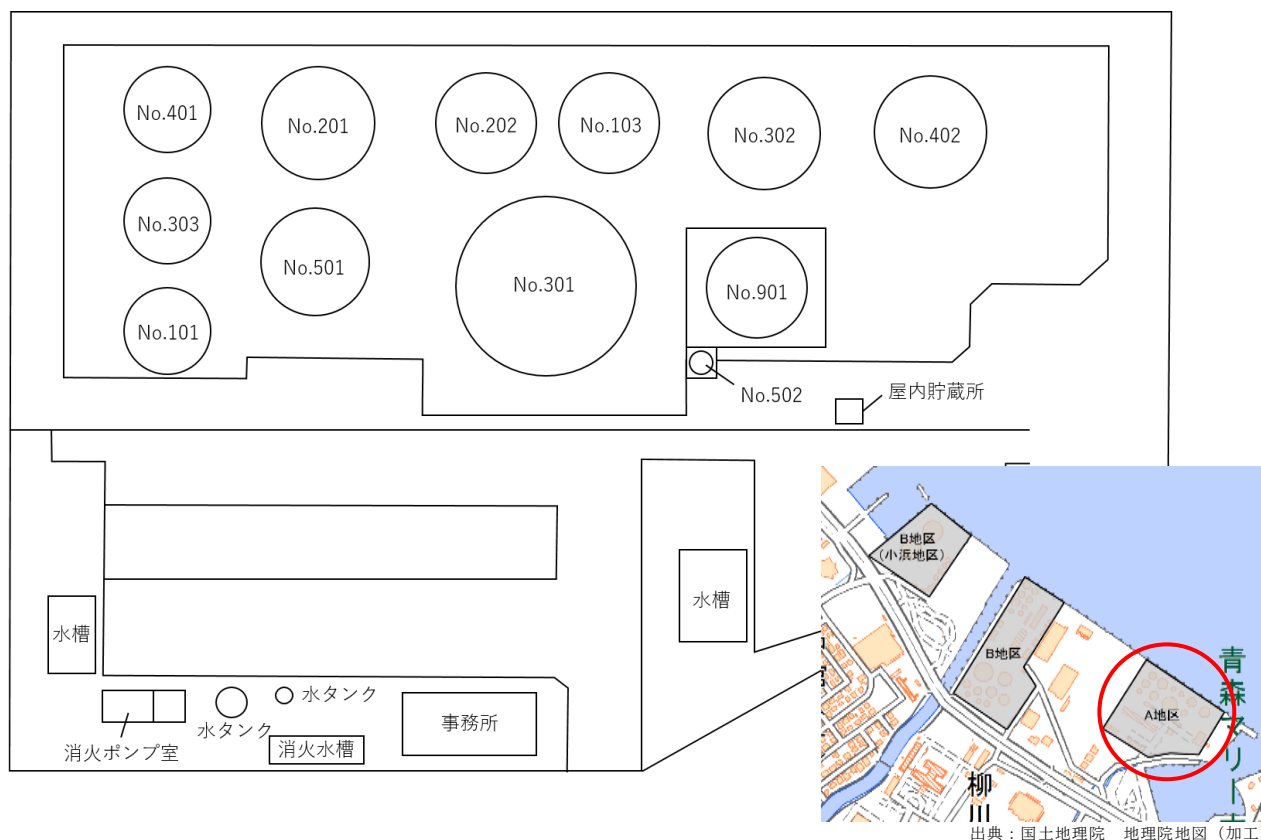 No.401
No.201
No.202
No.103
No.302
No.402
No.303
No.501
No.301
No.901
No.101
No.502
屋内貯蔵所
水槽
水槽
水タンク
水タンク
消火ポンプ室
消火水槽
事務所
B地区
（小浜地区）
B地区
A地区
青森マリーナ
柳川
出典：国土地理院 地理院地図（加工